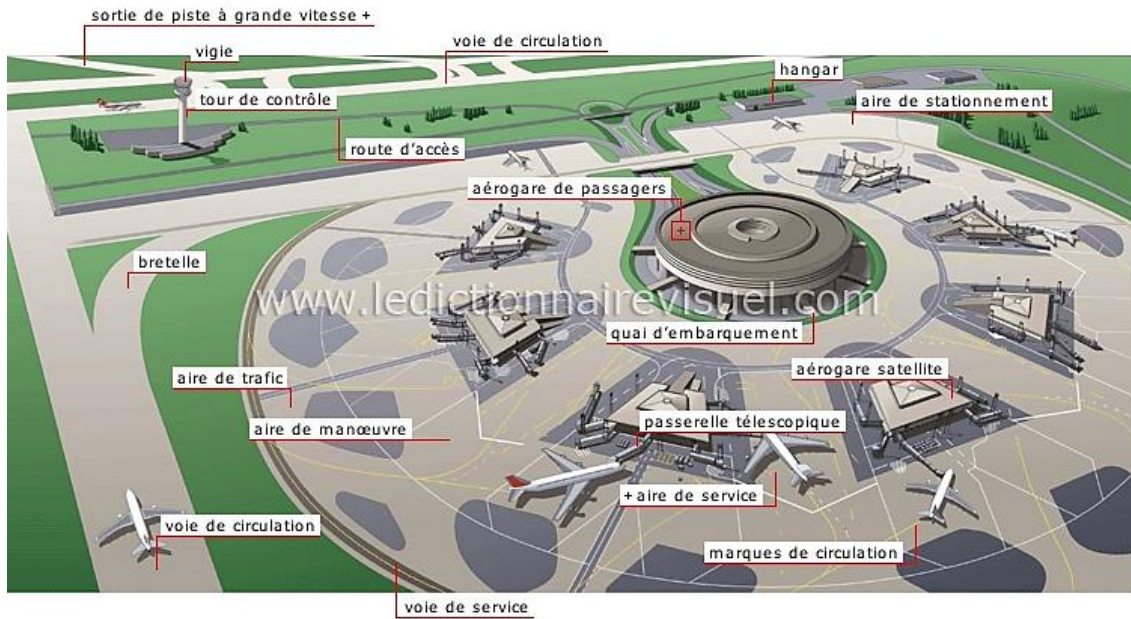 sortie de piste à grande vitesse +
voie de circulation
vigie
hangar
tour de contrôle
aire de stationnement
route d'accès
aérogare de passagers
+
bretelle
www.ledictionnairevisuel.com
quai d'embarquement
aérogare satellite
aire de trafic
passerelle télescopique
aire de manœuvre
+ aire de service
voie de circulation
marques de circulation
voie de service